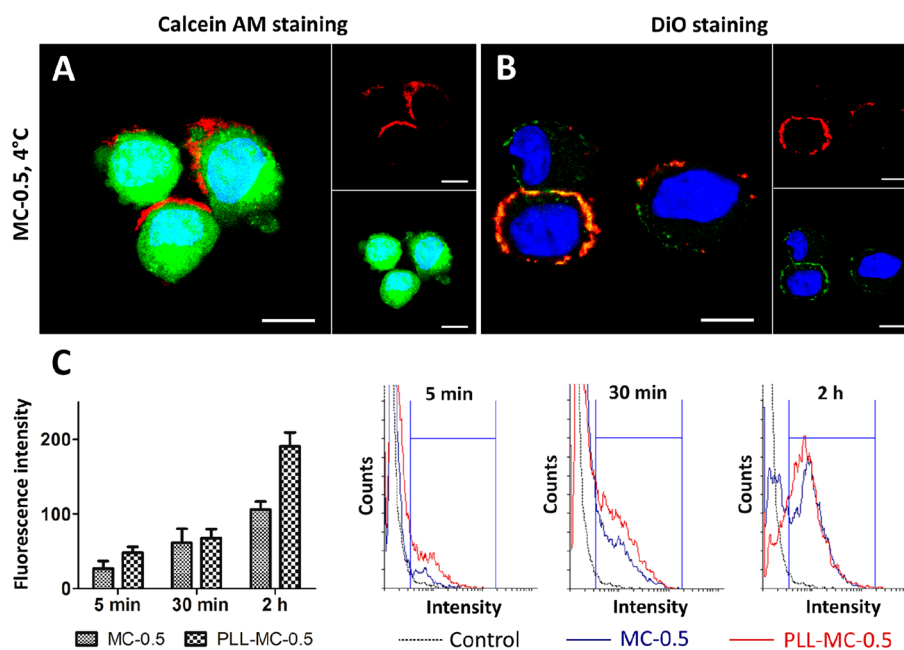 Calcein AM staining
DiO staining
MC-0.5, 4°C
A
B
C
Fluorescence intensity
200
100
0
5 min
30 min
2 h
MC-0.5
PLL-MC-0.5
5 min
Counts
Intensity
30 min
Counts
Intensity
2 h
Counts
Intensity
Control
MC-0.5
PLL-MC-0.5